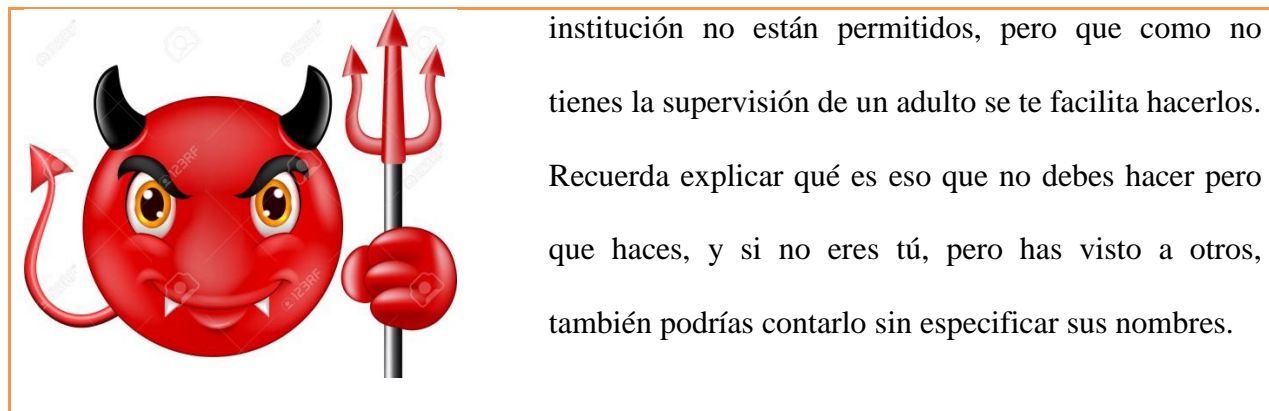 institución no están permitidos, pero que como no
tienes la supervisión de un adulto se te facilita hacerlos.
Recuerda explicar qué es eso que no debes hacer pero
que haces, y si no eres tú, pero has visto a otros,
también podrías contarlo sin especificar sus nombres.